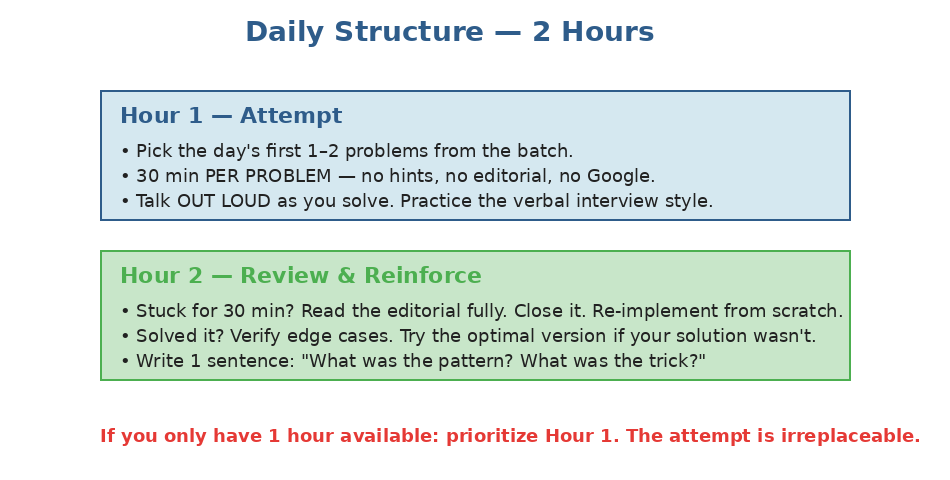 Daily Structure — 2 Hours
Hour 1 — Attempt
• Pick the day's first 1–2 problems from the batch.
• 30 min PER PROBLEM — no hints, no editorial, no Google.
• Talk OUT LOUD as you solve. Practice the verbal interview style.
Hour 2 — Review & Reinforce
• Stuck for 30 min? Read the editorial fully. Close it. Re-implement from scratch.
• Solved it? Verify edge cases. Try the optimal version if your solution wasn't.
• Write 1 sentence: "What was the pattern? What was the trick?"
If you only have 1 hour available: prioritize Hour 1. The attempt is irreplaceable.